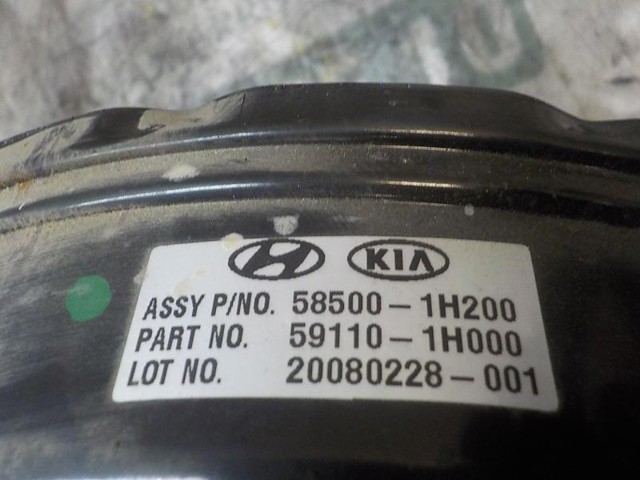 KIA
ASSY P/NO. 58500-1H200
PART NO. 59110-1H000
LOT NO. 20080228-001